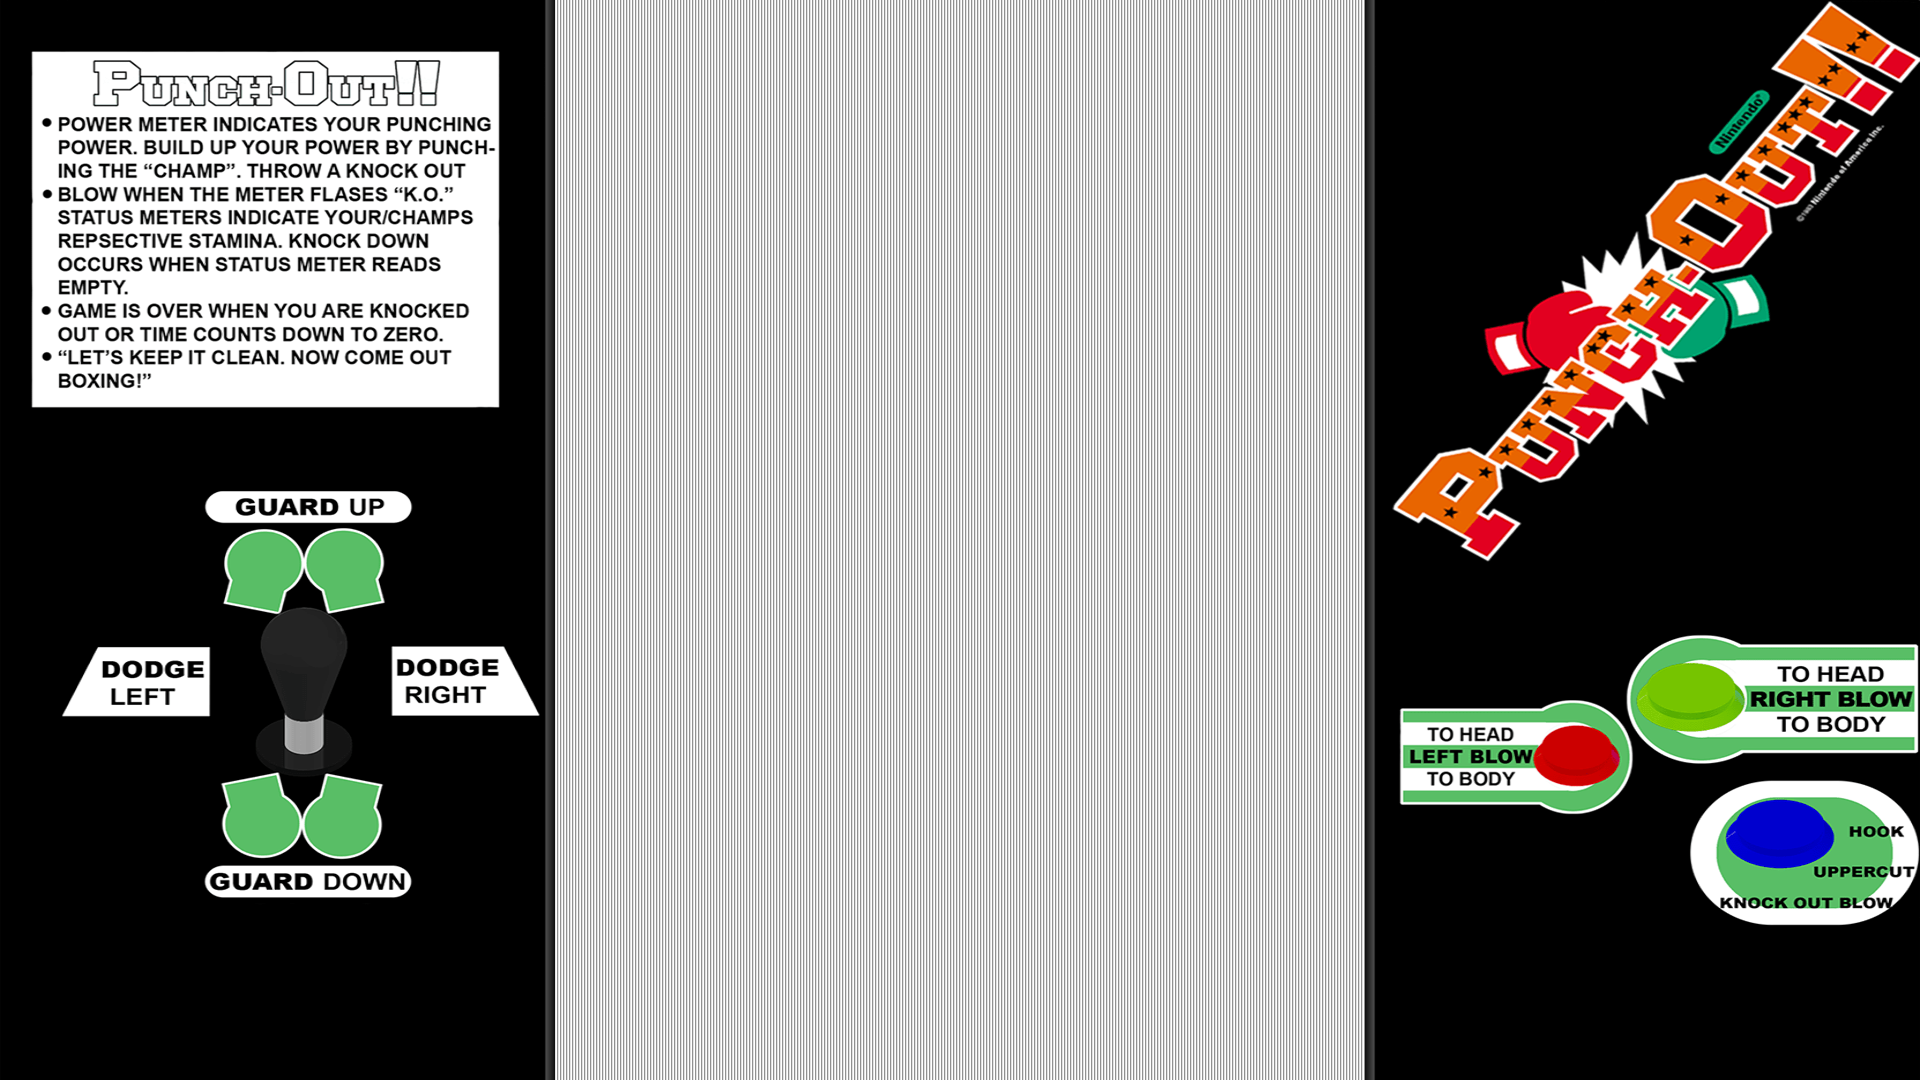 PUNCH-OUT!!
• POWER METER INDICATES YOUR PUNCHING
POWER. BUILD UP YOUR POWER BY PUNCH-
ING THE “CHAMP”. THROW A KNOCK OUT
• BLOW WHEN THE METER FLASES “K.O.”
STATUS METERS INDICATE YOUR/CHAMPS
REPSECTIVE STAMINA. KNOCK DOWN
OCCURS WHEN STATUS METER READS
EMPTY.
• GAME IS OVER WHEN YOU ARE KNOCKED
OUT OR TIME COUNTS DOWN TO ZERO.
• “LET’S KEEP IT CLEAN. NOW COME OUT
BOXING!”
GUARD UP
DODGE
LEFT
DODGE
RIGHT
GUARD DOWN
PUNCH-OUT!!
Nintendo®
©1983 Nintendo of America Inc.
TO HEAD
LEFT BLOW
TO BODY
TO HEAD
RIGHT BLOW
TO BODY
HOOK
UPPERCUT
KNOCK OUT BLOW